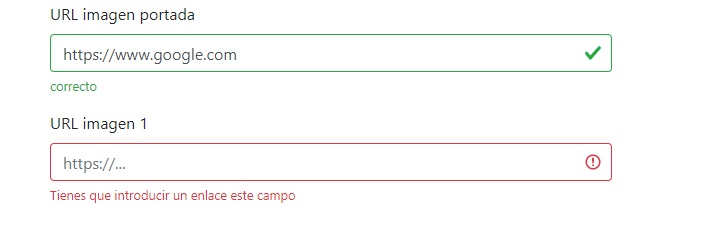 URL imagen portada
https://www.google.com
correcto
URL imagen 1
https://...
Tienes que introducir un enlace este campo